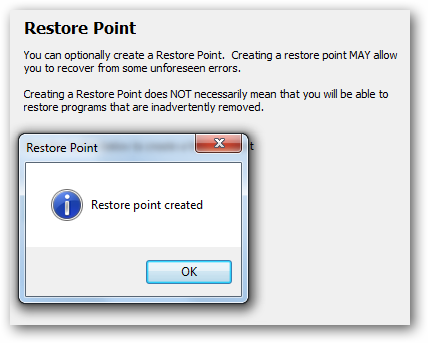 Restore Point
You can optionally create a Restore Point.  Creating a restore point MAY allow
you to recover from some unforeseen errors.
Creating a Restore Point does NOT necessarily mean that you will be able to
restore programs that are inadvertently removed.
Restore Point
Restore point created
OK